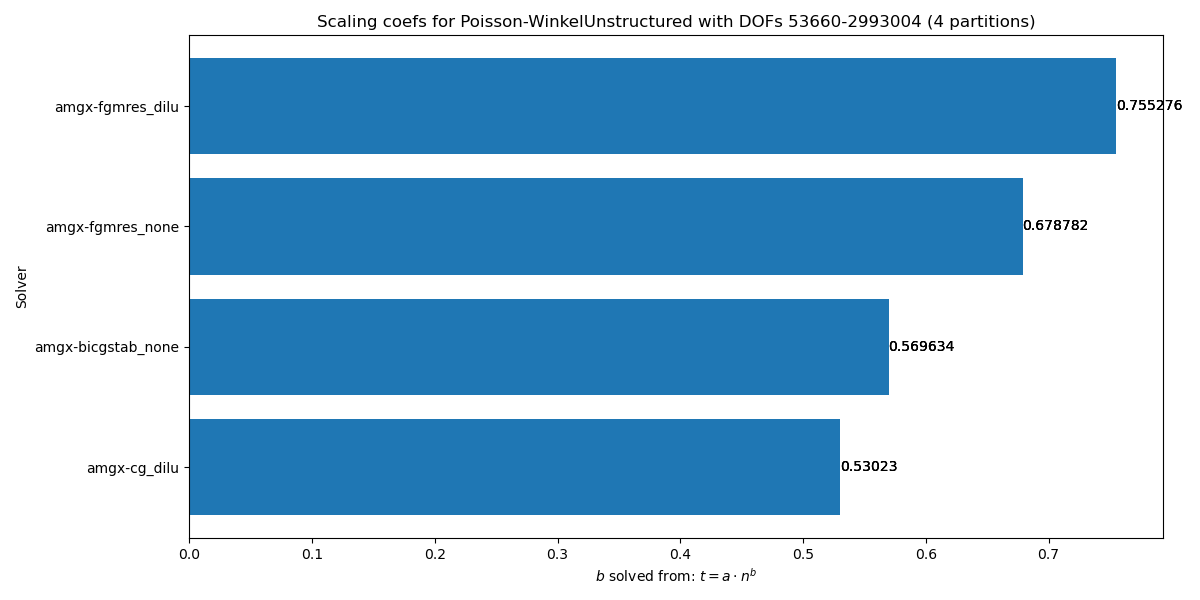 Scaling coefs for Poisson-WinkelUnstructured with DOFs 53660-2993004 (4 partitions)
Solver
amgx-fgmres_dilu
0.755276
amgx-fgmres_none
0.678782
amgx-bicgstab_none
0.569634
amgx-cg_dilu
0.53023
0.0 0.1 0.2 0.3 0.4 0.5 0.6 0.7
b solved from: t = a · n^b